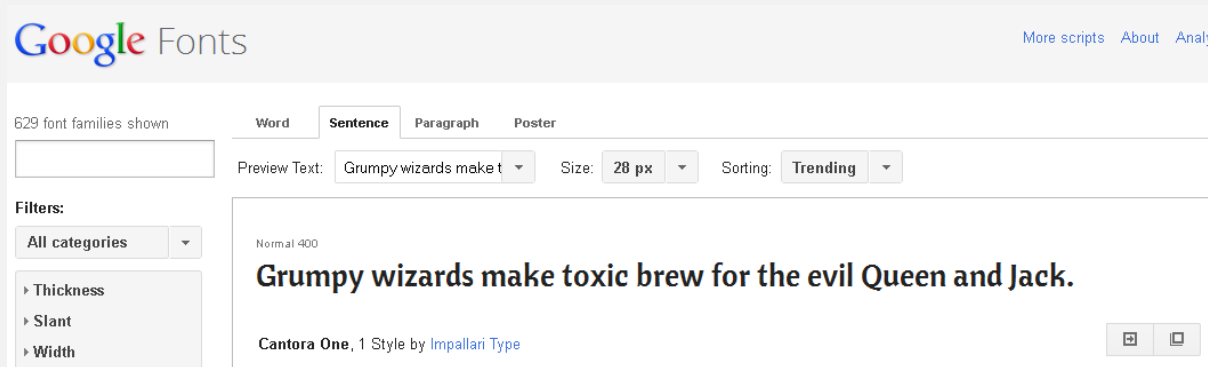 Google Fonts
More scripts About
629 font families shown
Word Sentence Paragraph Poster
Preview Text: Grumpy wizards make t Size: 28 px Sorting: Trending
Filters:
All categories
Thickness
Slant
Width
Normal 400
Grumpy wizards make toxic brew for the evil Queen and Jack.
Cantora One, 1 Style by Impallari Type